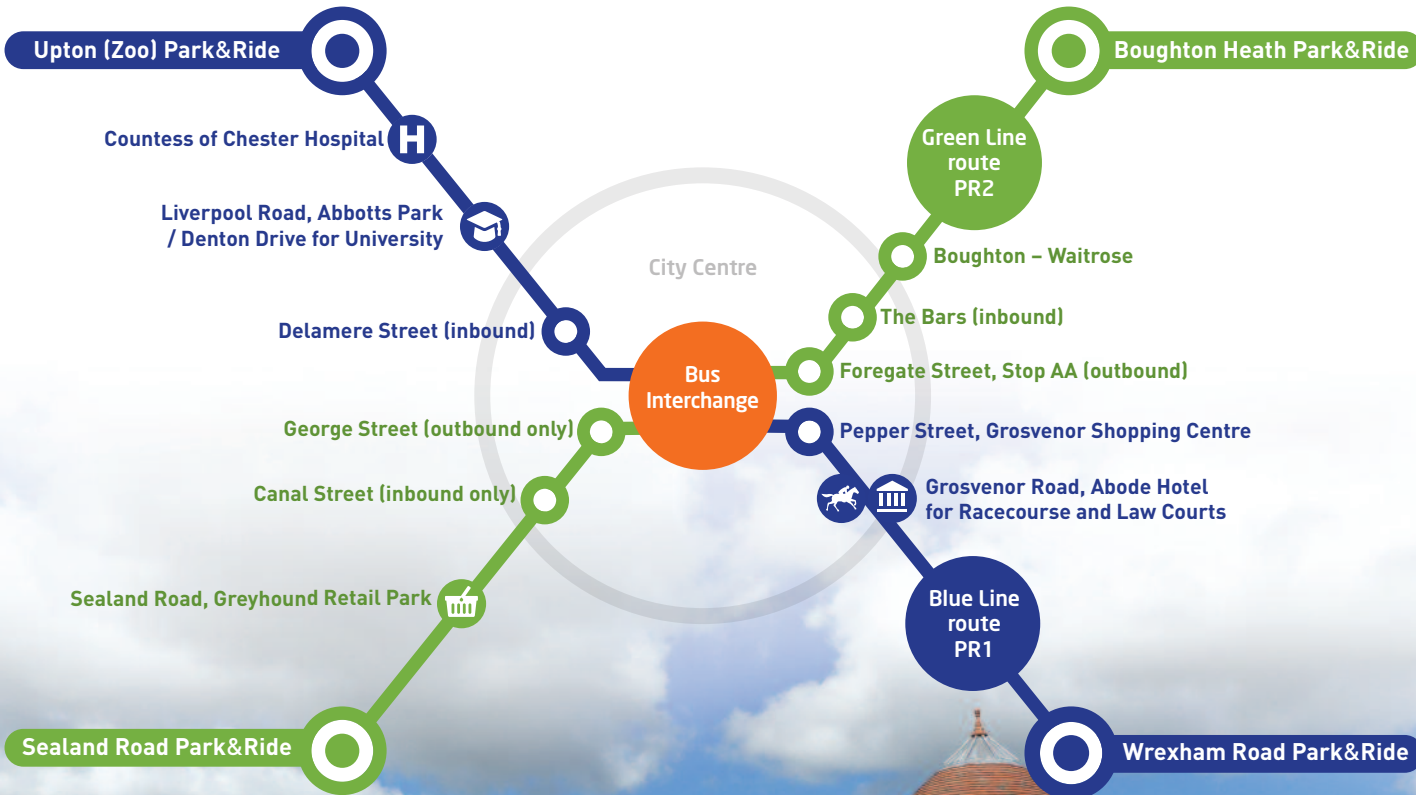 Upton (Zoo) Park&Ride
Boughton Heath Park&Ride
Countess of Chester Hospital
H
Green Line
route
PR2
Liverpool Road, Abbotts Park
/ Denton Drive for University
City Centre
Boughton – Waitrose
The Bars (inbound)
Delamere Street (inbound)
Bus
Interchange
Foregate Street, Stop AA (outbound)
George Street (outbound only)
Pepper Street, Grosvenor Shopping Centre
Canal Street (inbound only)
Grosvenor Road, Abode Hotel
for Racecourse and Law Courts
Sealand Road, Greyhound Retail Park
Blue Line
route
PR1
Sealand Road Park&Ride
Wrexham Road Park&Ride